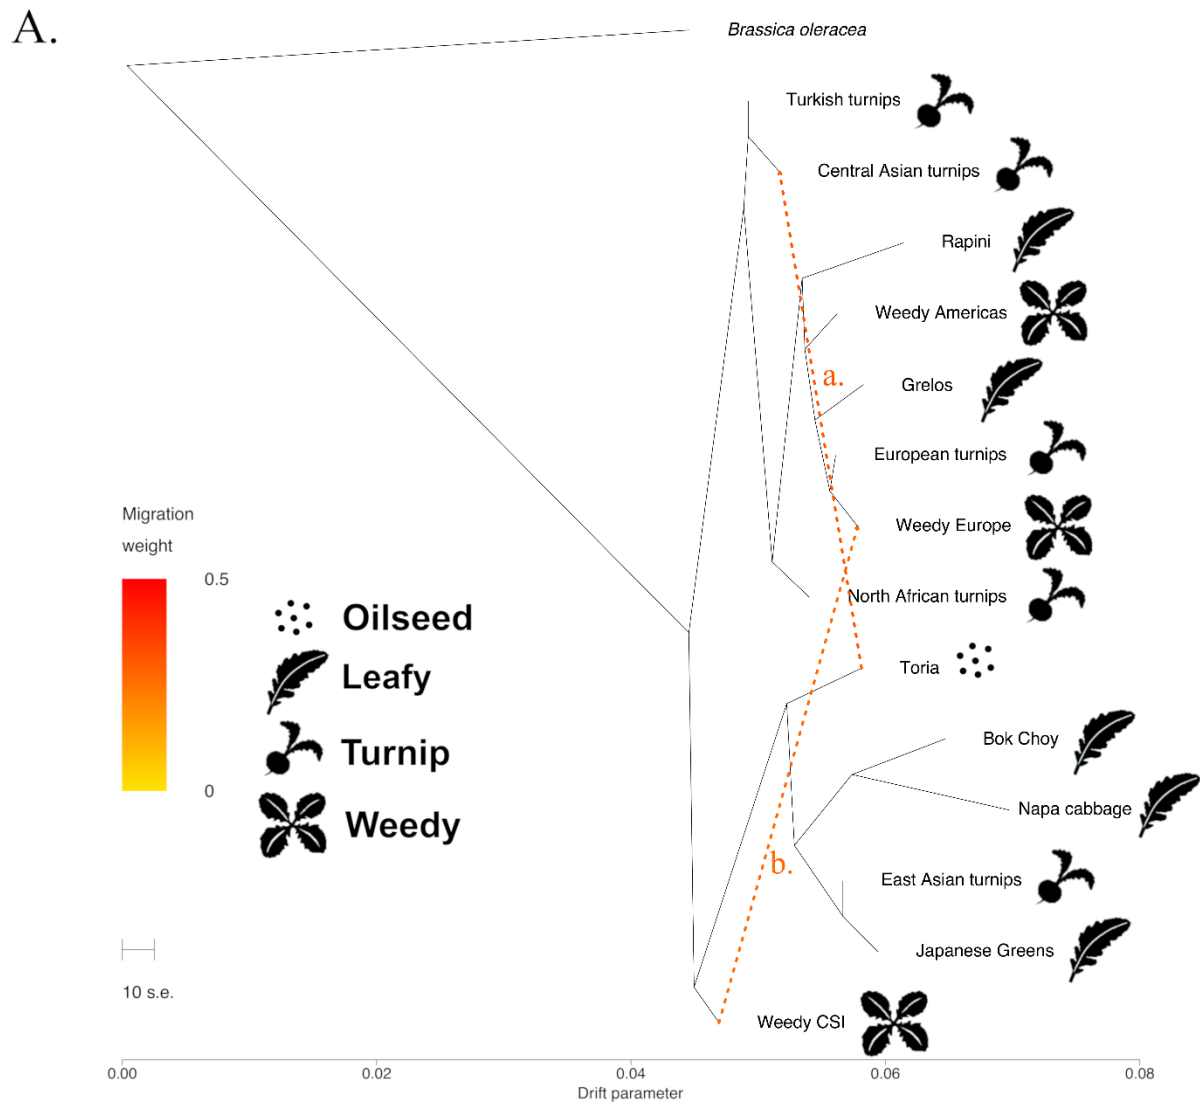 A.
Brassica oleracea
Turkish turnips
Central Asian turnips
Rapini
Weedy Americas
a.
Grelos
European turnips
Weedy Europe
Migration
weight
0.5
North African turnips
Oilseed
Toria
Leafy
Bok Choy
Turnip
0
Napa cabbage
Weedy
b.
East Asian turnips
Japanese Greens
10 s.e.
Weedy CSI
0.00 0.02 0.04 0.06 0.08
Drift parameter